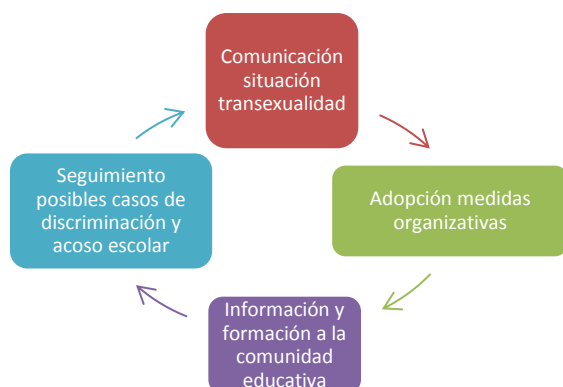 Comunicación
situación
transexualidad
Adopción medidas
organizativas
Información y
formación a la
comunidad
educativa
Seguimiento
posibles casos de
discriminación y
acoso escolar